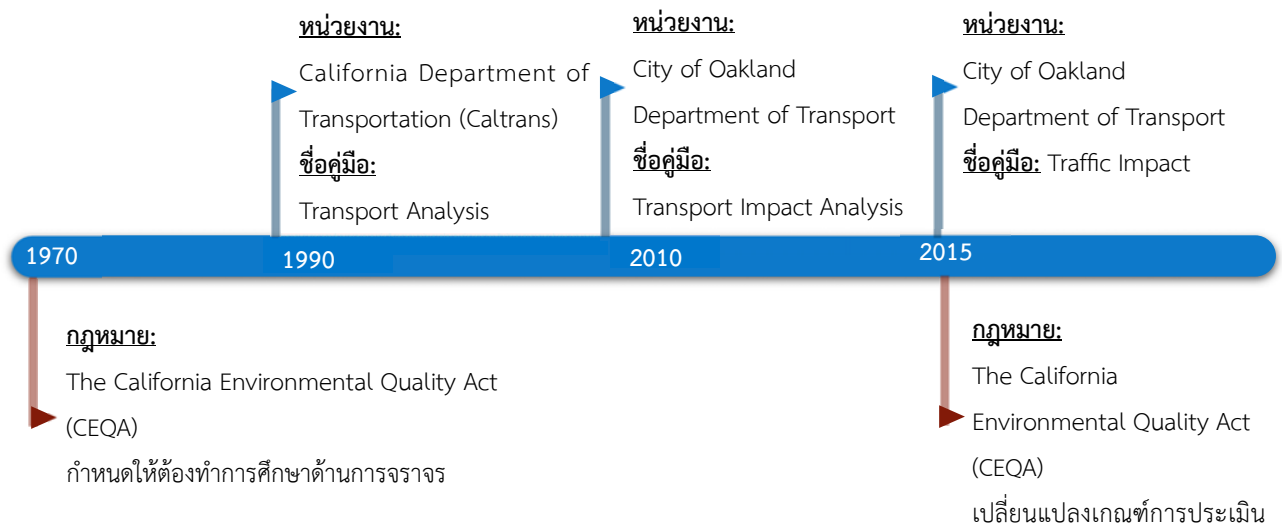 หน่วยงาน:
California Department of
Transportation (Caltrans)
ชื่อคู่มือ:
Transport Analysis
หน่วยงาน:
City of Oakland
Department of Transport
ชื่อคู่มือ:
Transport Impact Analysis
หน่วยงาน:
City of Oakland
Department of Transport
ชื่อคู่มือ: Traffic Impact
1970
1990
2010
2015
กฎหมาย:
The California Environmental Quality Act
(CEQA)
กำหนดให้ต้องทำการศึกษาด้านการจราจร
กฎหมาย:
The California
Environmental Quality Act
(CEQA)
เปลี่ยนแปลงเกณฑ์การประเมิน